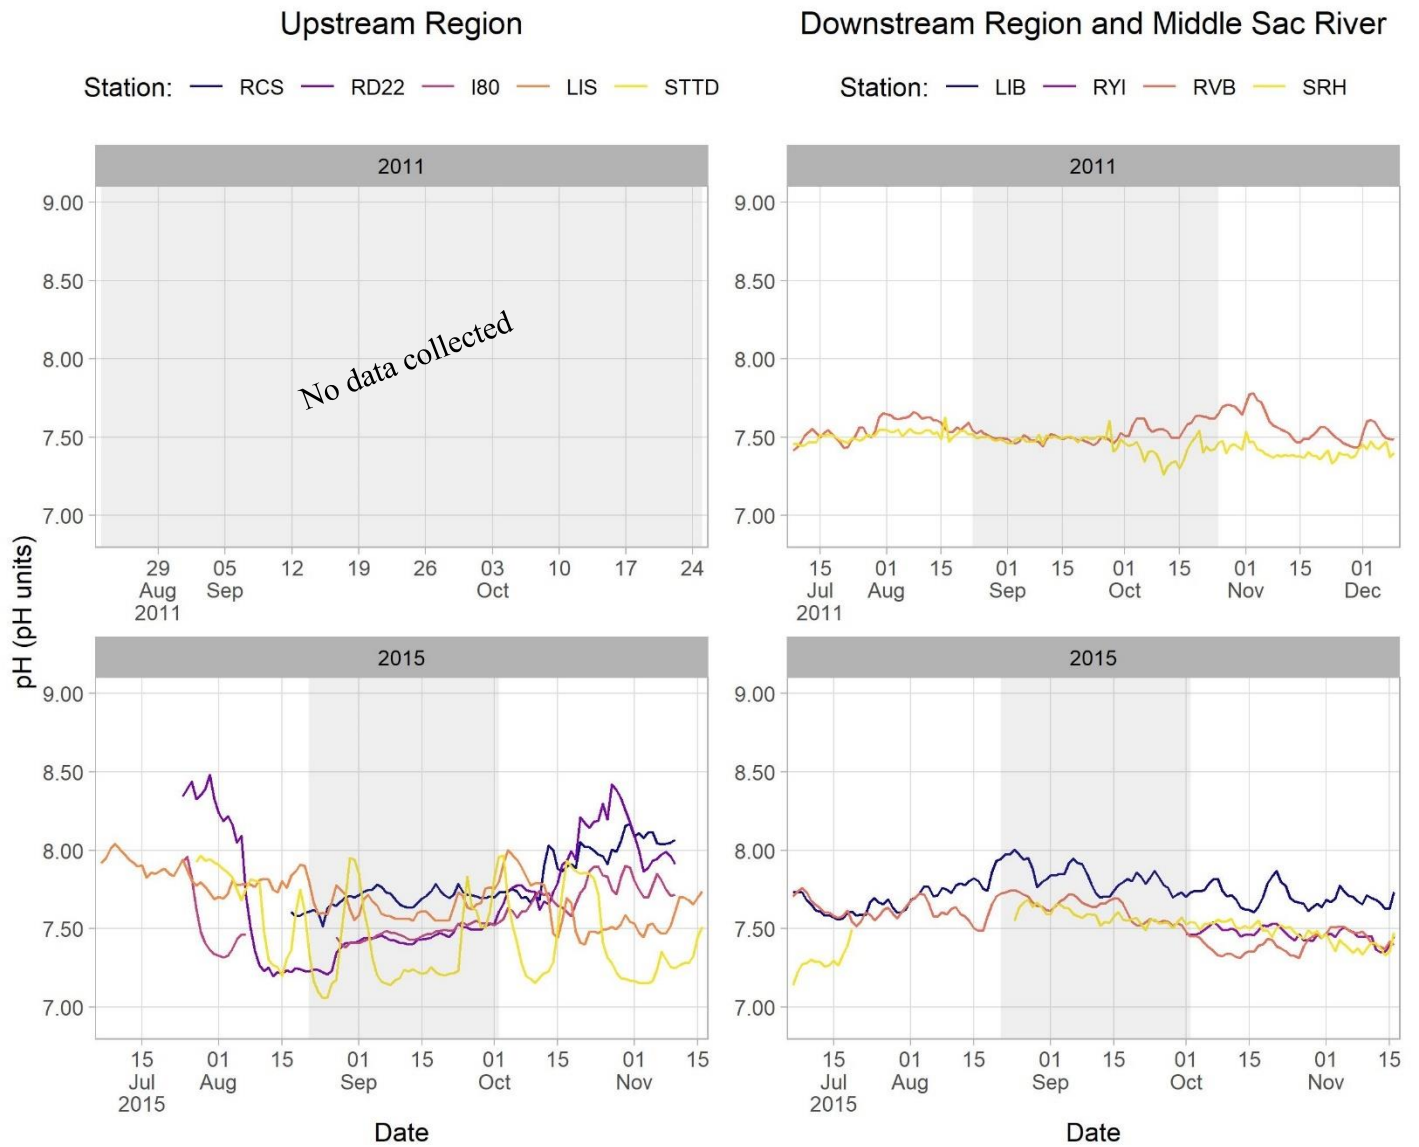 Upstream Region
Downstream Region and Middle Sac River
Station: RCS RD22 I80 LIS STTD
Station: LIB RYI RVB SRH
pH (pH units)
2011
9.00
8.50
8.00
7.50
7.00
No data collected
29 05 12 19 26 03 10 17 24
Aug Sep Oct
2011
2011
9.00
8.50
8.00
7.50
7.00
15 01 15 01 15 01 15 01 15 01
Jul Aug Sep Oct Nov Dec
2011
2015
9.00
8.50
8.00
7.50
7.00
15 01 15 01 15 01 15 01 15
Jul Aug Sep Oct Nov
2015
Date
2015
9.00
8.50
8.00
7.50
7.00
15 01 15 01 15 01 15 01 15
Jul Aug Sep Oct Nov
2015
Date